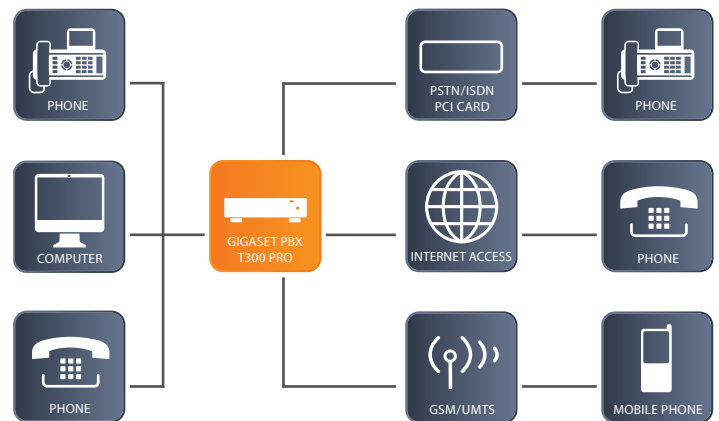 PHONE
PSTN/ISDN
PCI CARD
PHONE
COMPUTER
GIGASET PBX
T300 PRO
INTERNET ACCESS
PHONE
PHONE
GSM/UMTS
MOBILE PHONE